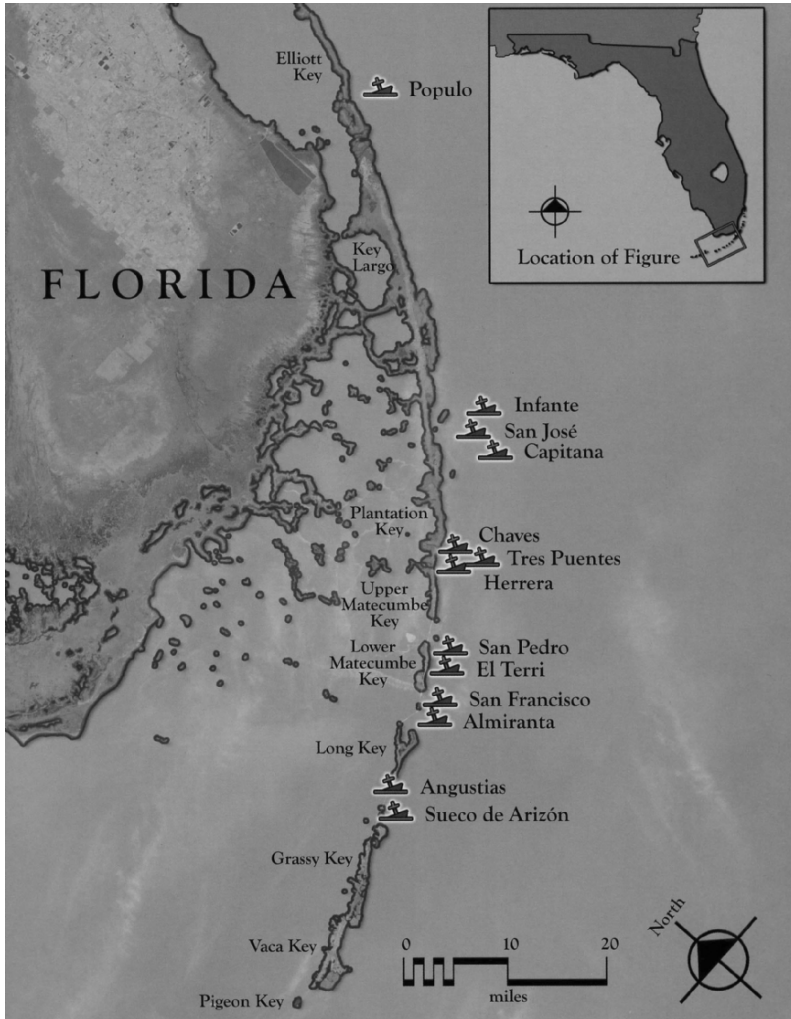 Elliott
Key
Populo
Location of Figure
Key
Largo
FLORIDA
Infante
San José
Capitana
Plantation
Key
Chaves
Tres Puentes
Herrera
Upper
Matecumbe
Key
Lower
Matecumbe
Key
San Pedro
El Terri
San Francisco
Almiranta
Long Key
Angustias
Sueco de Arizón
Grassy Key
Vaca Key
Pigeon Key
0 10 20
miles
North